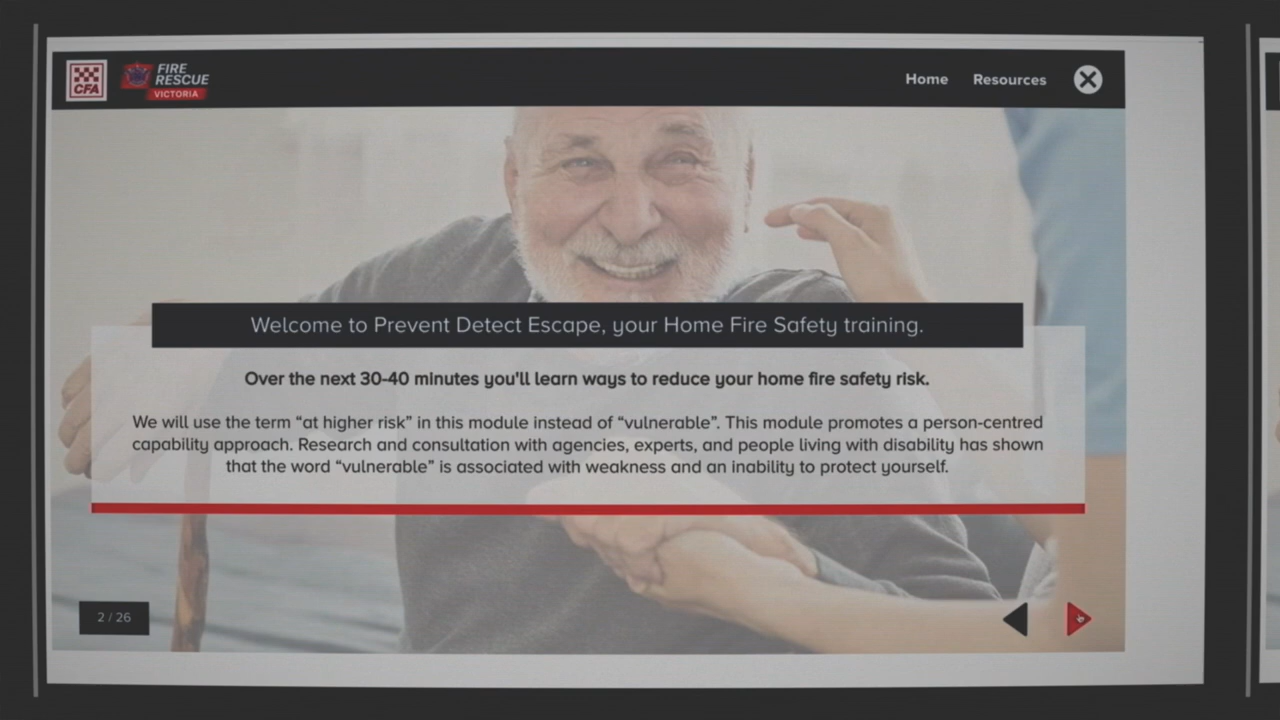 CFA
FIRE
RESCUE
VICTORIA
Home
Resources
Welcome to Prevent Detect Escape, your Home Fire Safety training.
Over the next 30-40 minutes you'll learn ways to reduce your home fire safety risk.
We will use the term “at higher risk” in this module instead of “vulnerable”. This module promotes a person-centred
capability approach. Research and consultation with agencies, experts, and people living with disability has shown
that the word “vulnerable” is associated with weakness and an inability to protect yourself.
2 / 26